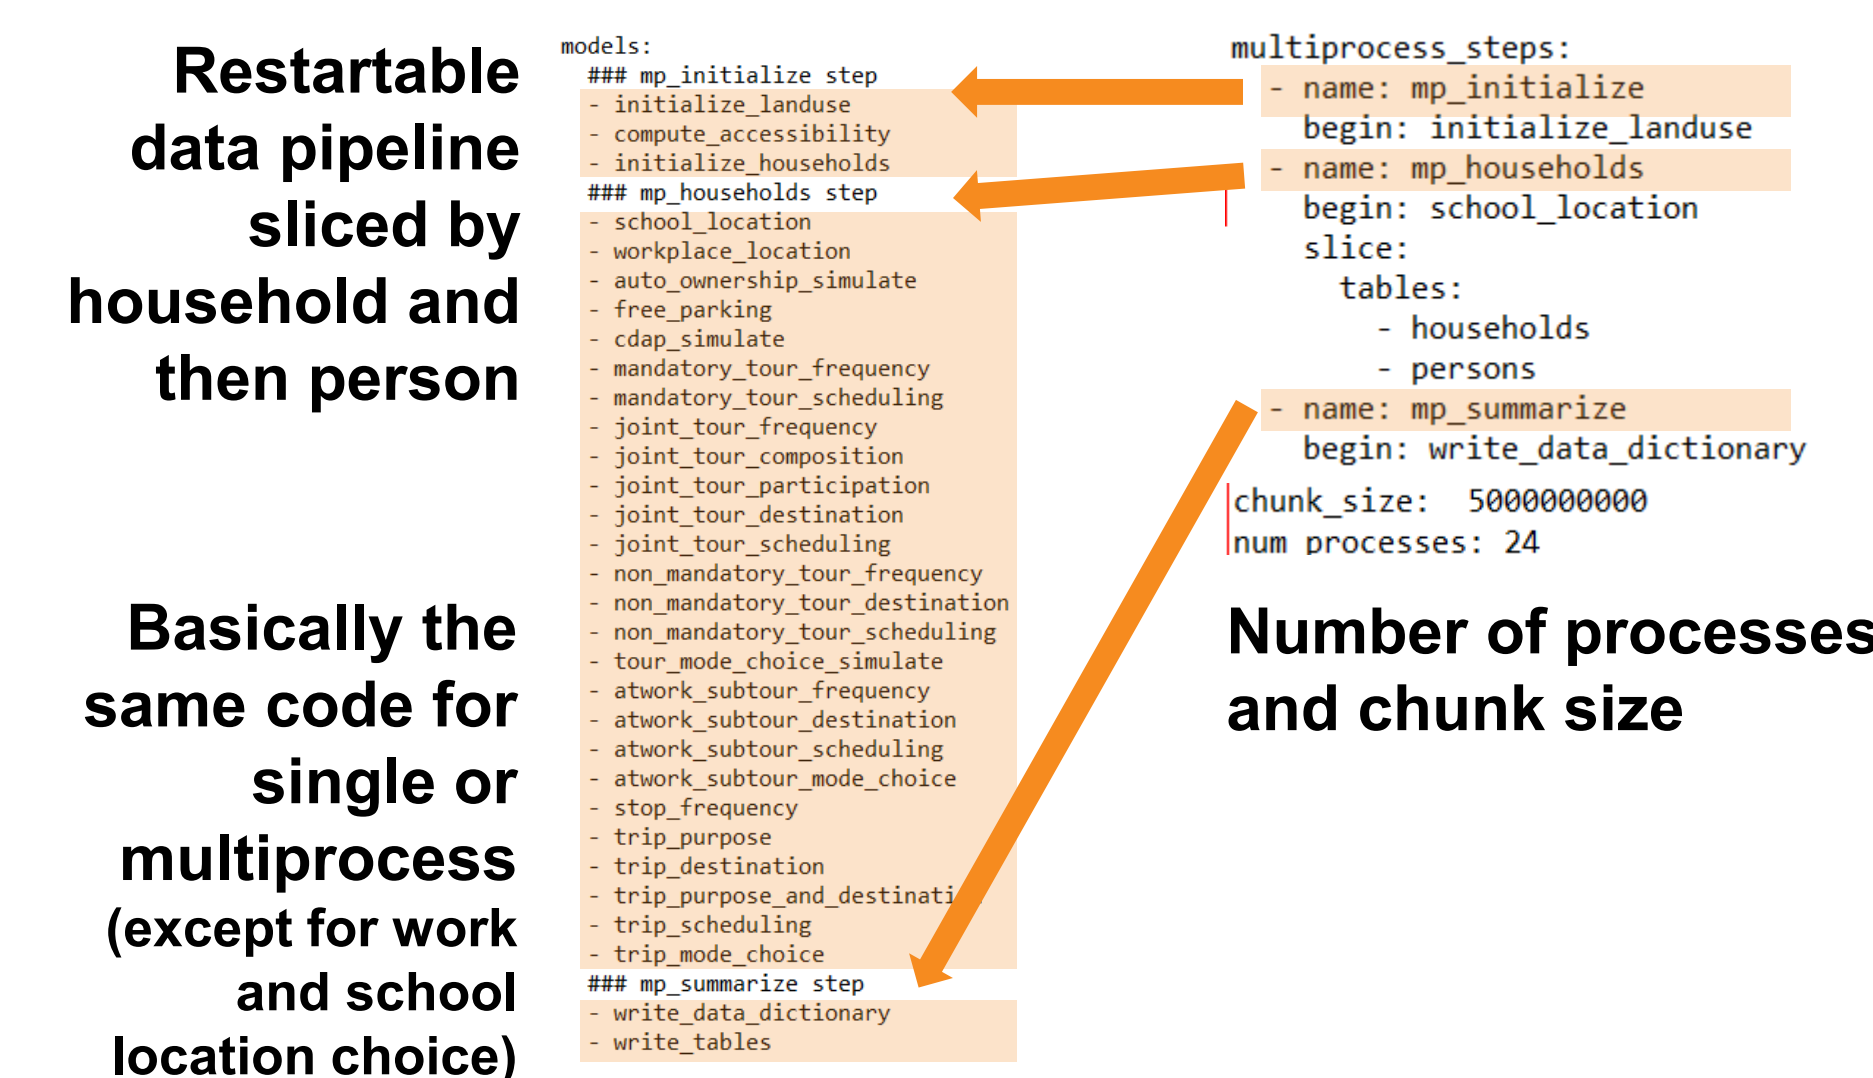 Restartable
data pipeline
sliced by
household and
then person
Basically the
same code for
single or
multiprocess
(except for work
and school
location choice)
models:
### mp_initialize step
- initialize_landuse
- compute_accessibility
- initialize_households
### mp_households step
- school_location
- workplace_location
- auto_ownership_simulate
- free_parking
- cdap_simulate
- mandatory_tour_frequency
- mandatory_tour_scheduling
- joint_tour_frequency
- joint_tour_composition
- joint_tour_participation
- joint_tour_destination
- joint_tour_scheduling
- non_mandatory_tour_frequency
- non_mandatory_tour_destination
- non_mandatory_tour_scheduling
- tour_mode_choice_simulate
- atwork_subtour_frequency
- atwork_subtour_destination
- atwork_subtour_scheduling
- atwork_subtour_mode_choice
- stop_frequency
- trip_purpose
- trip_destination
- trip_purpose_and_destinati
- trip_scheduling
- trip_mode_choice
### mp_summarize step
- write_data_dictionary
- write_tables
multiprocess_steps:
- name: mp_initialize
begin: initialize_landuse
- name: mp_households
begin: school_location
slice:
tables:
- households
- persons
- name: mp_summarize
begin: write_data_dictionary
chunk_size: 5000000000
num processes: 24
Number of processes
and chunk size